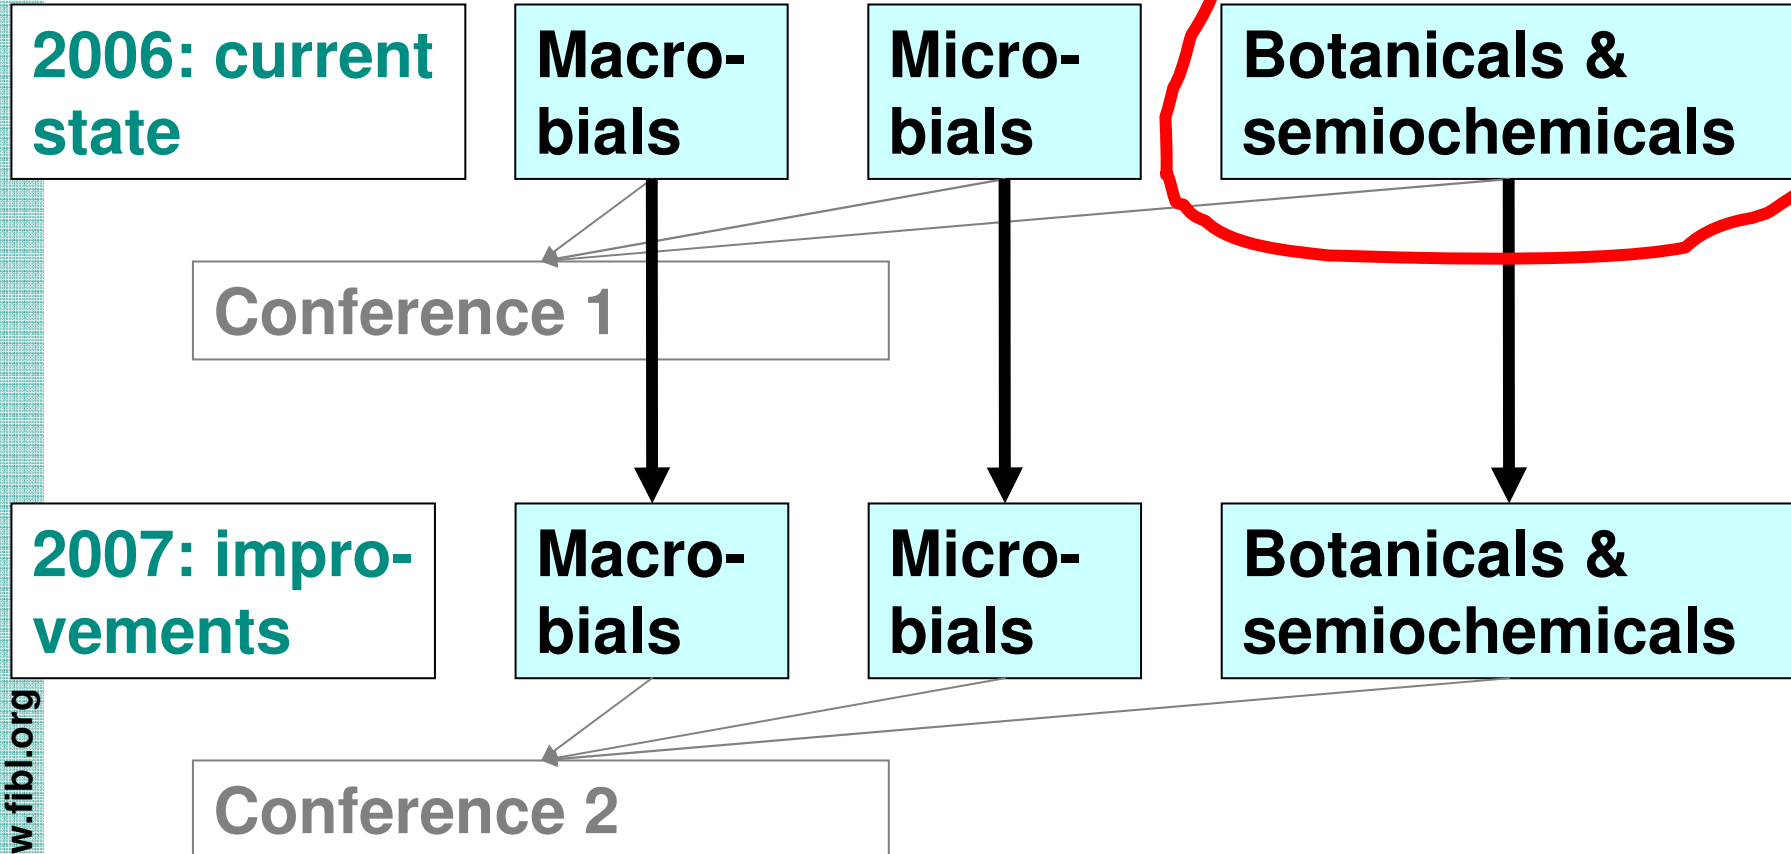 2006: current
state
Macro-
bials
Micro-
bials
Botanicals &
semiochemicals
Conference 1
2007: impro-
vements
Macro-
bials
Micro-
bials
Botanicals &
semiochemicals
Conference 2
w.fibl.org